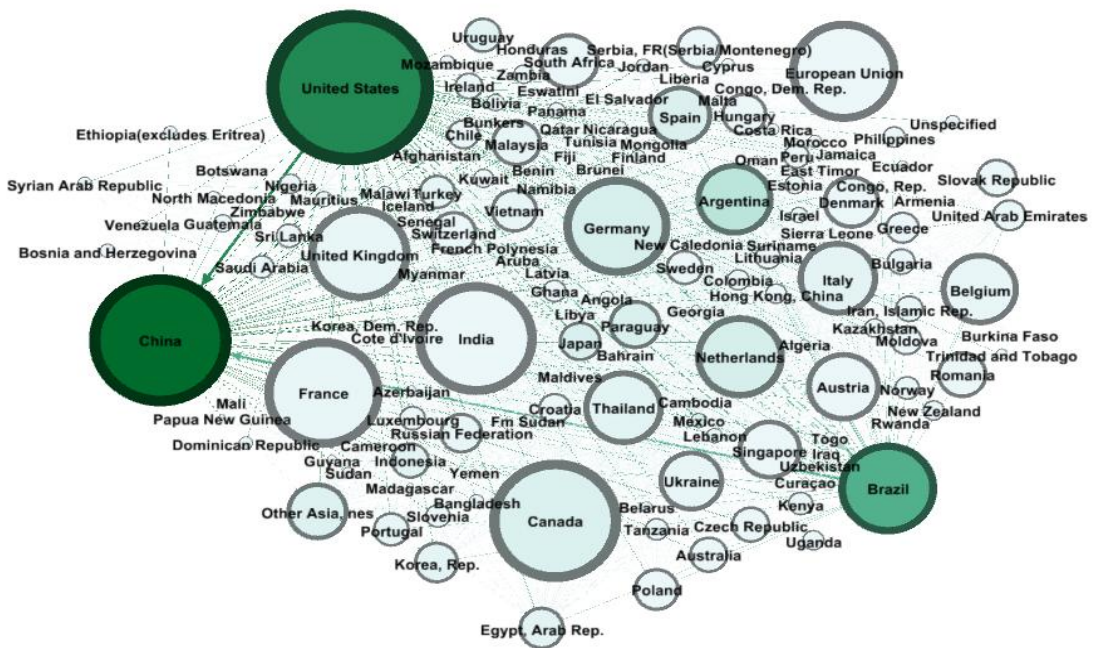 Uruguay
Honduras
Serbia, FR(Serbia/Montenegro)
Mozambique
South Africa
Jordan
Cyprus
European Union
United States
Ireland
Zambia
Eswatini
Liberia
Congo, Dem. Rep.
Bolivia
Panama
El Salvador
Malta
Bunkers
Spain
Hungary
Ethiopia(excludes Eritrea)
Chile
Malaysia
Qatar
Nicaragua
Tunisia
Mongolia
Costa Rica
Morocco
Philippines
Unspecified
Afghanistan
Fiji
Finland
Oman
Peru
Jamaica
Botswana
Kuwait
Benin
Brunei
East Timor
Ecuador
Syrian Arab Republic
Nigeria
North Macedonia
Mauritius
Malawi
Turkey
Namibia
Estonia
Congo, Rep.
Slovak Republic
Iceland
Argentina
Denmark
Armenia
Zimbabwe
Venezuela
Guatemala
Senegal
Vietnam
Israel
United Arab Emirates
Sri Lanka
Switzerland
Germany
Sierra Leone
Greece
Bosnia and Herzegovina
United Kingdom
French Polynesia
New Caledonia
Suriname
Saudi Arabia
Aruba
Lithuania
Myanmar
Latvia
Sweden
Italy
Bulgaria
Ghana
Colombia
Belgium
Angola
Hong Kong, China
Libya
Georgia
Iran, Islamic Rep.
Korea, Dem. Rep.
Paraguay
Kazakhstan
China
Cote d'Ivoire
India
Japan
Algeria
Moldova
Burkina Faso
Bahrain
Netherlands
Trinidad and Tobago
Maldives
Romania
France
Azerbaijan
Austria
Norway
Mali
Croatia
Thailand
Cambodia
New Zealand
Papua New Guinea
Luxembourg
Fm Sudan
Mexico
Rwanda
Russian Federation
Lebanon
Dominican Republic
Cameroon
Togo
Singapore
Iraq
Guyana
Indonesia
Uzbekistan
Sudan
Yemen
Ukraine
Curaçao
Brazil
Madagascar
Bangladesh
Kenya
Other Asia, nes
Slovenia
Canada
Belarus
Portugal
Tanzania
Czech Republic
Uganda
Korea, Rep.
Australia
Poland
Egypt, Arab Rep.